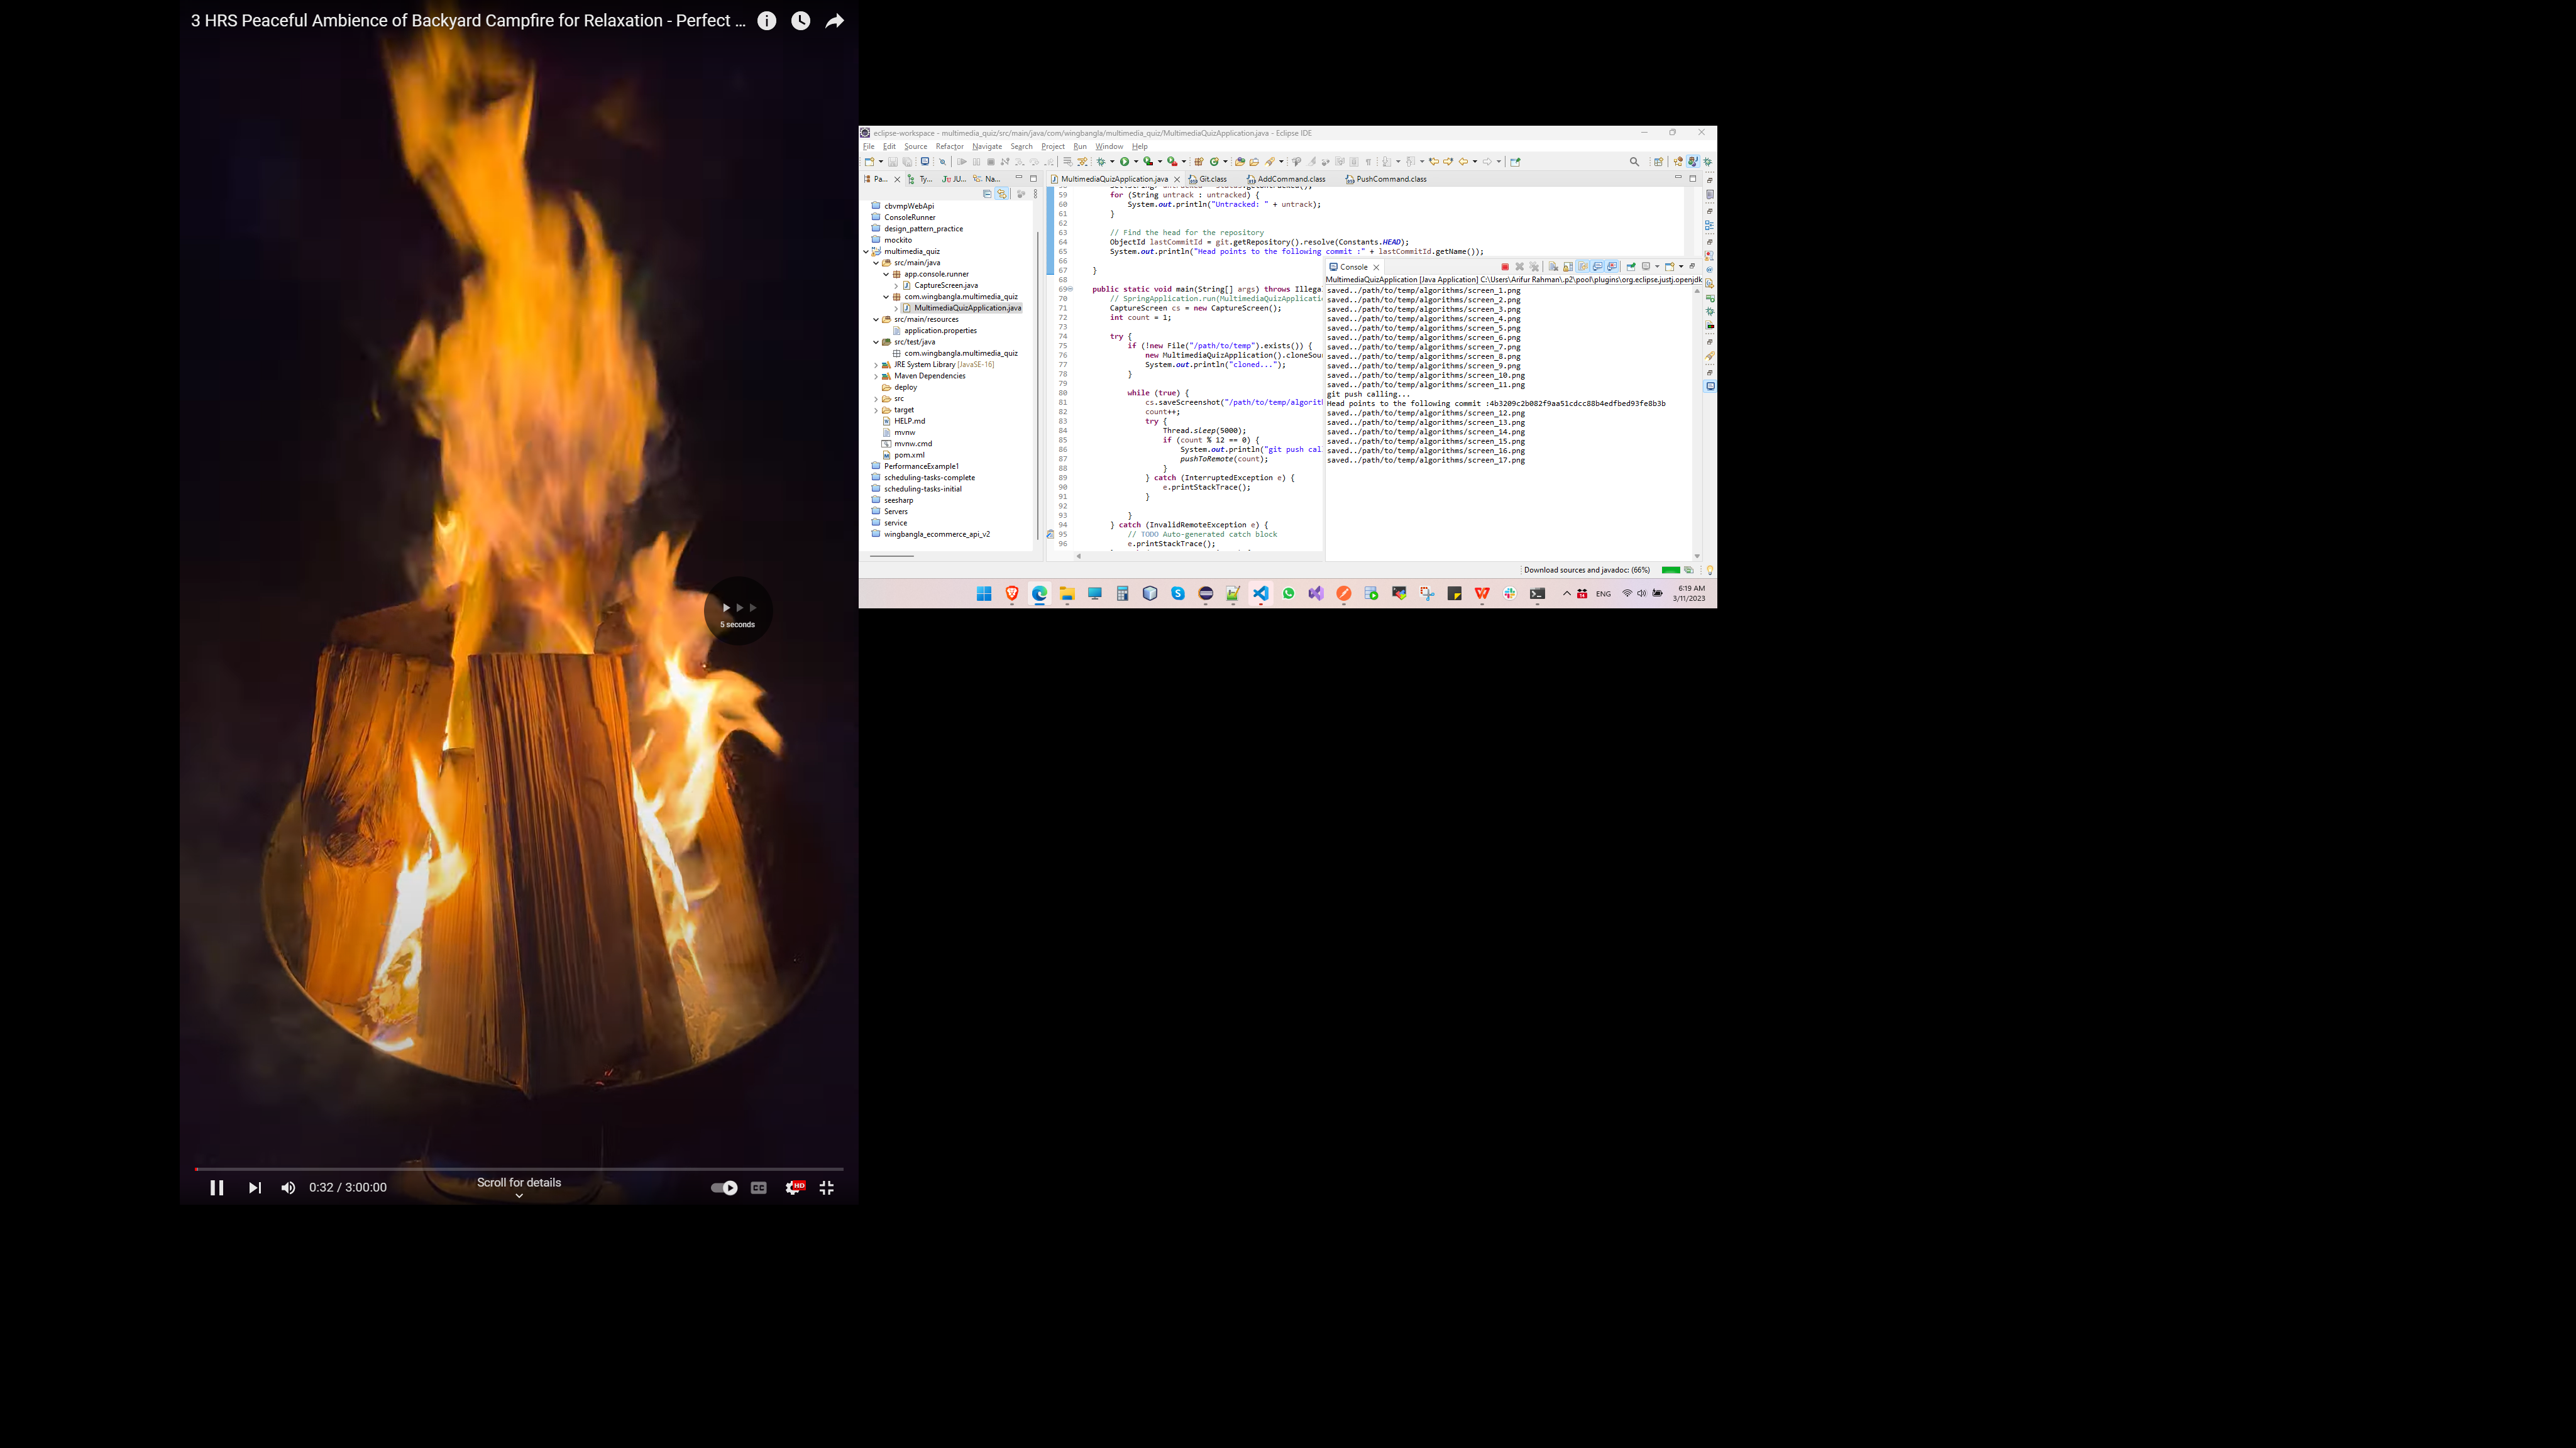 3 HRS Peaceful Ambience of Backyard Campfire for Relaxation - Perfect ...
5 seconds
0:32 / 3:00:00
Scroll for details
CC
HD
eclipse-workspace - multimedia_quiz/src/main/java/com/wingbangla/multimedia_quiz/MultimediaQuizApplication.java - Eclipse IDE
File Edit Source Refactor Navigate Search Project Run Window Help
Pa... Ty... JU... Na...
cbvmpWebApi
ConsoleRunner
design_pattern_practice
mockito
multimedia_quiz
src/main/java
app.console.runner
CaptureScreen.java
com.wingbangla.multimedia_quiz
MultimediaQuizApplication.java
src/main/resources
application.properties
src/test/java
com.wingbangla.multimedia_quiz
JRE System Library [JavaSE-16]
Maven Dependencies
deploy
src
target
HELP.md
mvnw
mvnw.cmd
pom.xml
PerformanceExample1
scheduling-tasks-complete
scheduling-tasks-initial
seesharp
Servers
service
wingbangla_ecommerce_api_v2
MultimediaQuizApplication.java Git.class AddCommand.class PushCommand.class
59 for (String untrack : untracked) {
60 System.out.println("Untracked: " + untrack);
61 }
62
63 // Find the head for the repository
64 ObjectId lastCommitId = git.getRepository().resolve(Constants.HEAD);
65 System.out.println("Head points to the following commit :" + lastCommitId.getName());
66
67 }
68
69 public static void main(String[] args) throws Illega
70 // SpringApplication.run(MultimediaQuizApplicati
71 CaptureScreen cs = new CaptureScreen();
72 int count = 1;
73
74 try {
75 if (!new File("/path/to/temp").exists()) {
76 new MultimediaQuizApplication().cloneSou
77 System.out.println("cloned...");
78 }
79
80 while (true) {
81 cs.saveScreenshot("/path/to/temp/algorith
82 count++;
83 try {
84 Thread.sleep(5000);
85 if (count % 12 == 0) {
86 System.out.println("git push cal
87 pushToRemote(count);
88 }
89 } catch (InterruptedException e) {
90 e.printStackTrace();
91 }
92
93 }
94 } catch (InvalidRemoteException e) {
95 // TODO Auto-generated catch block
96 e.printStackTrace();
Console
MultimediaQuizApplication [Java Application] C:\Users\Arifur Rahman\.p2\pool\plugins\org.eclipse.justj.openjdk
saved../path/to/temp/algorithms/screen_1.png
saved../path/to/temp/algorithms/screen_2.png
saved../path/to/temp/algorithms/screen_3.png
saved../path/to/temp/algorithms/screen_4.png
saved../path/to/temp/algorithms/screen_5.png
saved../path/to/temp/algorithms/screen_6.png
saved../path/to/temp/algorithms/screen_7.png
saved../path/to/temp/algorithms/screen_8.png
saved../path/to/temp/algorithms/screen_9.png
saved../path/to/temp/algorithms/screen_10.png
saved../path/to/temp/algorithms/screen_11.png
git push calling...
Head points to the following commit :4b3209c2b082f9aa51cdcc88b4edfbed93fe8b3b
saved../path/to/temp/algorithms/screen_12.png
saved../path/to/temp/algorithms/screen_13.png
saved../path/to/temp/algorithms/screen_14.png
saved../path/to/temp/algorithms/screen_15.png
saved../path/to/temp/algorithms/screen_16.png
saved../path/to/temp/algorithms/screen_17.png
Download sources and javadoc: (66%)
ENG
6:19 AM
3/11/2023